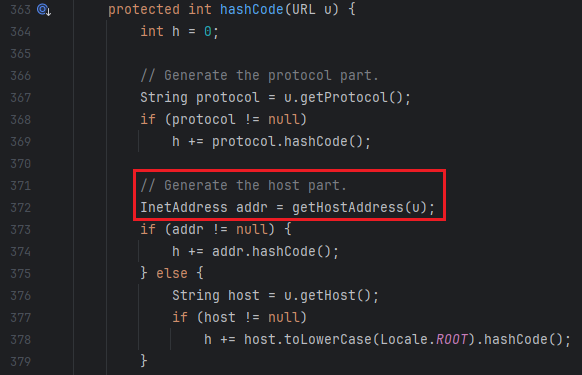 363 protected int hashCode(URL u) {
364 int h = 0;
365
366 // Generate the protocol part.
367 String protocol = u.getProtocol();
368 if (protocol != null)
369 h += protocol.hashCode();
370
371 // Generate the host part.
372 InetAddress addr = getHostAddress(u);
373 if (addr != null) {
374 h += addr.hashCode();
375 } else {
376 String host = u.getHost();
377 if (host != null)
378 h += host.toLowerCase(Locale.ROOT).hashCode();
379 }